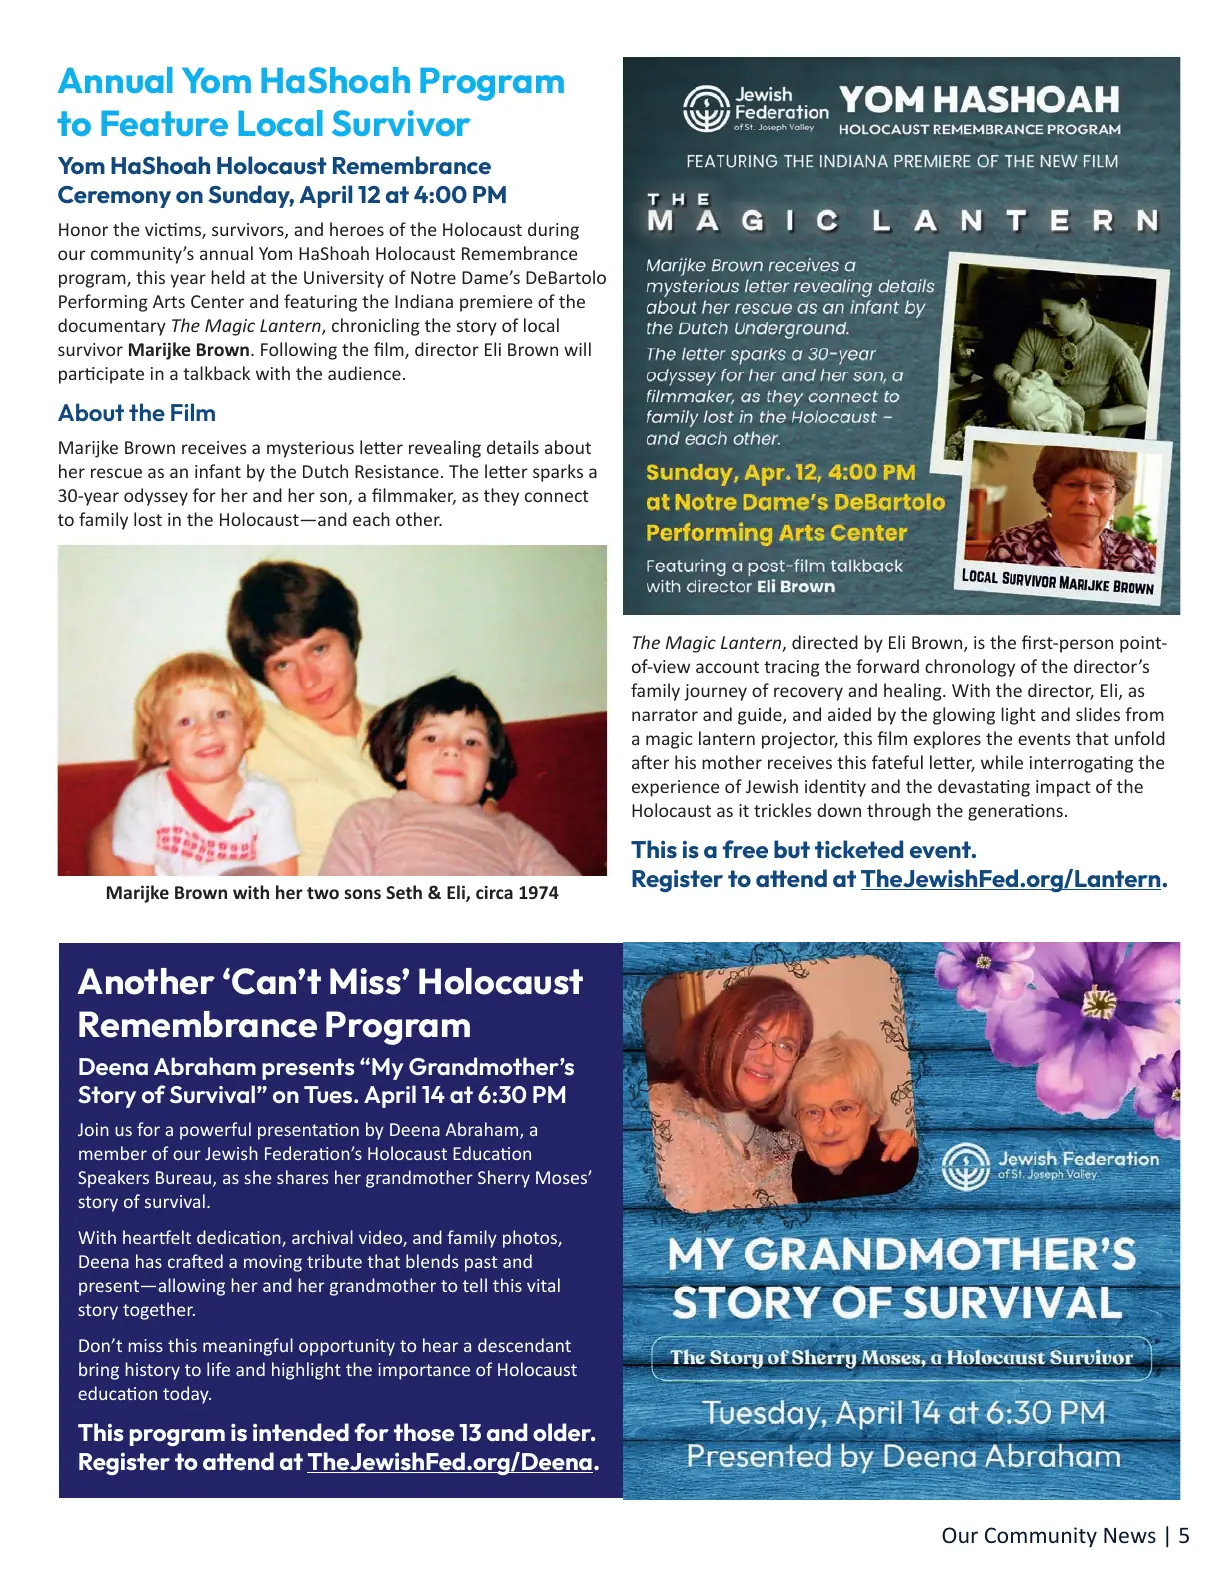 Annual Yom HaShoah Program
to Feature Local Survivor
Yom HaShoah Holocaust Remembrance
Ceremony on Sunday, April 12 at 4:00 PM
Honor the victims, survivors, and heroes of the Holocaust during
our community's annual Yom HaShoah Holocaust Remembrance
program, this year held at the University of Notre Dame's DeBartolo
Performing Arts Center and featuring the Indiana premiere of the
documentary The Magic Lantern, chronicling the story of local
survivor Marijke Brown. Following the film, director Eli Brown will
participate in a talkback with the audience.
About the Film
Marijke Brown receives a mysterious letter revealing details about
her rescue as an infant by the Dutch Resistance. The letter sparks a
30-year odyssey for her and her son, a filmmaker, as they connect
to family lost in the Holocaust—and each other.
Marijke Brown with her two sons Seth & Eli, circa 1974
Jewish
Federation
of St. Joseph Valley
YOM HASHOAH
HOLOCAUST REMEMBRANCE PROGRAM
FEATURING THE INDIANA PREMIERE OF THE NEW FILM
THE
MAGIC LANTERN
Marijke Brown receives a
mysterious letter revealing details
about her rescue as an infant by
the Dutch Underground.
The letter sparks a 30-year
odyssey for her and her son, a
filmmaker, as they connect to
family lost in the Holocaust –
and each other.
Sunday, Apr. 12, 4:00 PM
at Notre Dame's DeBartolo
Performing Arts Center
Featuring a post-film talkback
with director Eli Brown
LOCAL SURVIVOR MARIJKE BROWN
The Magic Lantern, directed by Eli Brown, is the first-person point-
of-view account tracing the forward chronology of the director's
family journey of recovery and healing. With the director, Eli, as
narrator and guide, and aided by the glowing light and slides from
a magic lantern projector, this film explores the events that unfold
after his mother receives this fateful letter, while interrogating the
experience of Jewish identity and the devastating impact of the
Holocaust as it trickles down through the generations.
This is a free but ticketed event.
Register to attend at TheJewishFed.org/Lantern.
Another ‘Can’t Miss’ Holocaust
Remembrance Program
Deena Abraham presents “My Grandmother’s
Story of Survival” on Tues. April 14 at 6:30 PM
Join us for a powerful presentation by Deena Abraham, a
member of our Jewish Federation’s Holocaust Education
Speakers Bureau, as she shares her grandmother Sherry Moses’
story of survival.
With heartfelt dedication, archival video, and family photos,
Deena has crafted a moving tribute that blends past and
present—allowing her and her grandmother to tell this vital
story together.
Don’t miss this meaningful opportunity to hear a descendant
bring history to life and highlight the importance of Holocaust
education today.
This program is intended for those 13 and older.
Register to attend at TheJewishFed.org/Deena.
Jewish Federation
of St. Joseph Valley
MY GRANDMOTHER’S
STORY OF SURVIVAL
The Story of Sherry Moses, a Holocaust Survivor
Tuesday, April 14 at 6:30 PM
Presented by Deena Abraham
Our Community News | 5